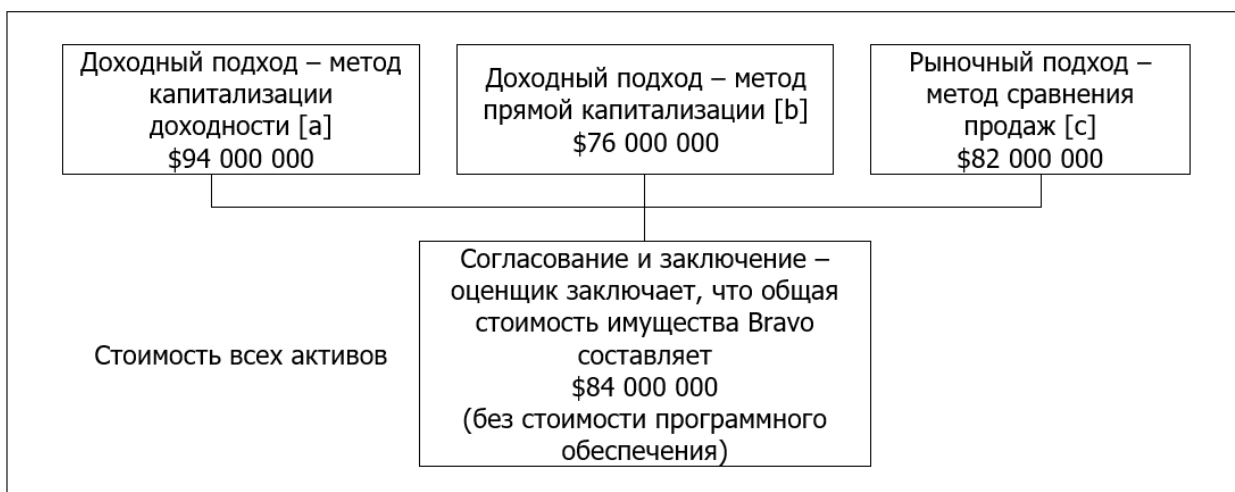 Доходный подход – метод
капитализации
доходности [a]
$94 000 000
Доходный подход – метод
прямой капитализации [b]
$76 000 000
Рыночный подход –
метод сравнения
продаж [c]
$82 000 000
Стоимость всех активов
Согласование и заключение –
оценщик заключает, что общая
стоимость имущества Bravo
составляет
$84 000 000
(без стоимости программного
обеспечения)